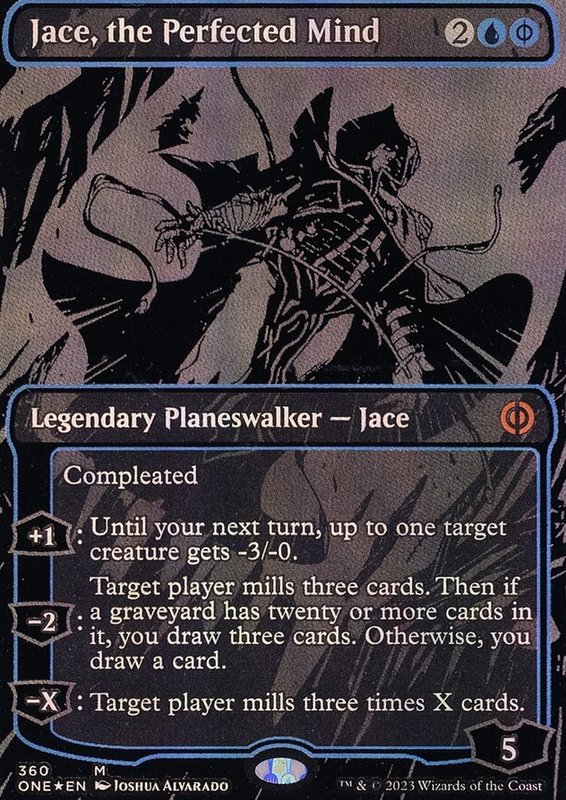 Jace, the Perfected Mind 2
Legendary Planeswalker — Jace
Compleated
+1 : Until your next turn, up to one target
creature gets -3/-0.
Target player mills three cards. Then if
−2 : a graveyard has twenty or more cards in
it, you draw three cards. Otherwise, you
draw a card.
−X : Target player mills three times X cards.
5
360 M
ONE★EN Joshua Alvarado ™ & © 2023 Wizards of the Coast